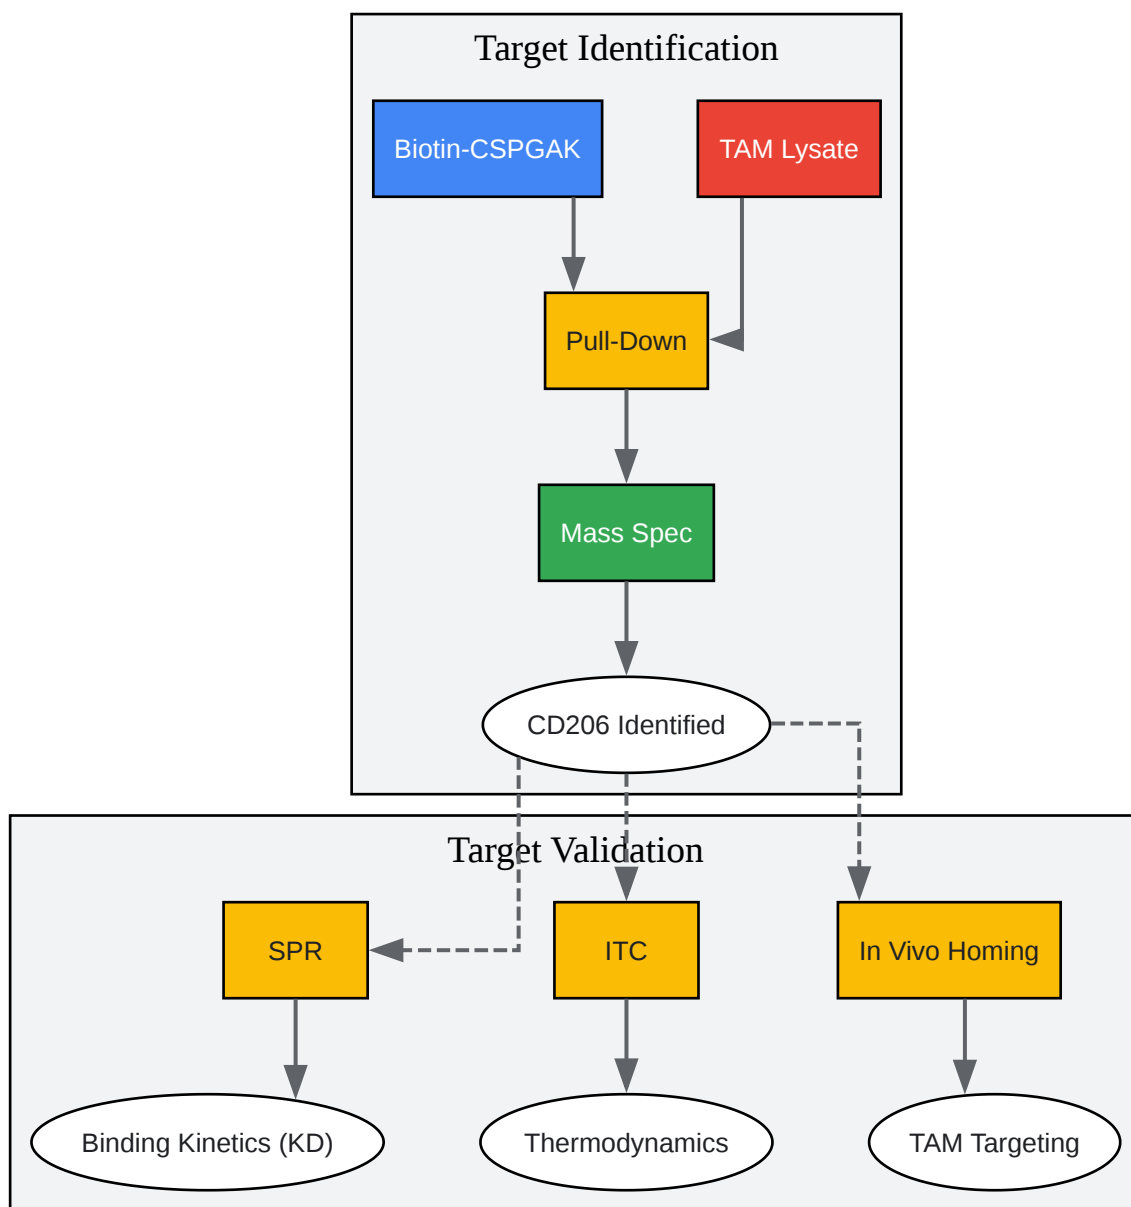 Target Identification
Biotin-CSPGAK
TAM Lysate
Pull-Down
Mass Spec
CD206 Identified
Target Validation
SPR
ITC
In Vivo Homing
Binding Kinetics (KD)
Thermodynamics
TAM Targeting